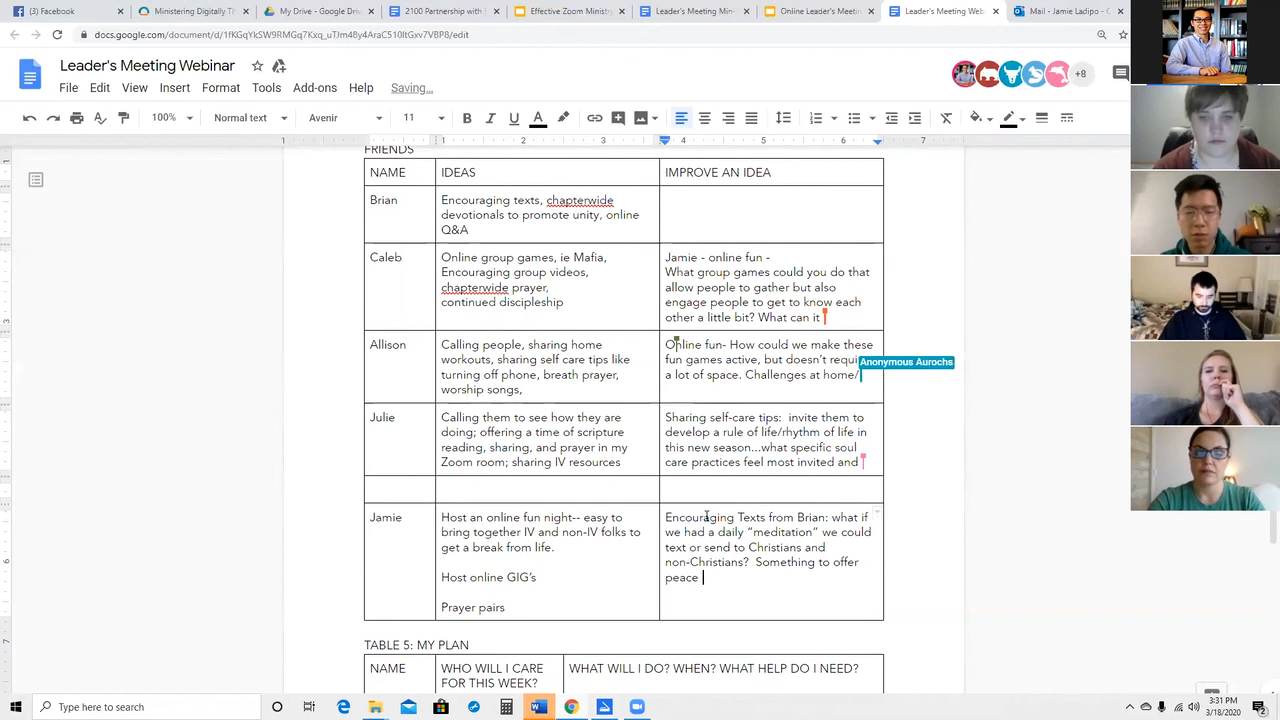 (3) Facebook
Ministering Digitally Th
My Drive - Google Driv
2100 Partnership
Effective Zoom Ministry
Leader's Meeting Mi
Online Leader's Meetin
Leader's Meeting Web
Mail - Jamie Ladipo - O
docs.google.com/document/d/
Leader's Meeting Webinar
+8
File Edit View Insert Format Tools Addons Help Saving...
100% Normal text Avenir 11 B I U A
1 1 2 3 4 5 6 7
FRIENDS
NAME IDEAS IMPROVE AN IDEA
Brian
Encouraging texts, chapterwide
devotionals to promote unity, online
Q&A
Caleb
Online group games, ie Mafia,
Encouraging group videos,
chapterwide prayer
continued discipleship
Jamie - online fun -
What group games could you do that
allow people to gather but also
engage people to get to know each
other a little bit? What can it
Allison
Calling people, sharing home
workouts, sharing self care tips like
turning off phone, breath prayer,
worship songs,
Online fun- How could we make these
fun games active, but doesn't requi
a lot of space. Challenges at home/
Anonymous Aurochs
Julie
Calling them to see how they are
doing; offering a time of scripture
reading, sharing, and prayer in my
Zoom room; sharing IV resources
Sharing self-care tips: invite them to
develop a rule of life/rhythm of life in
this new season...what specific soul
care practices feel most invited and
Jamie
Host an online fun night-- easy to
bring together IV and non-IV folks to
get a break from life.
Host online GIG's
Prayer pairs
Encouraging Texts from Brian: what if
we had a daily “meditation” we could
text or send to Christians and
non-Christians? Something to offer
peace
TABLE 5: MY PLAN
NAME
WHO WILL I CARE
FOR THIS WEEK?
WHAT WILL I DO? WHEN? WHAT HELP DO I NEED?
Type here to search
3:31 PM
3/18/2020